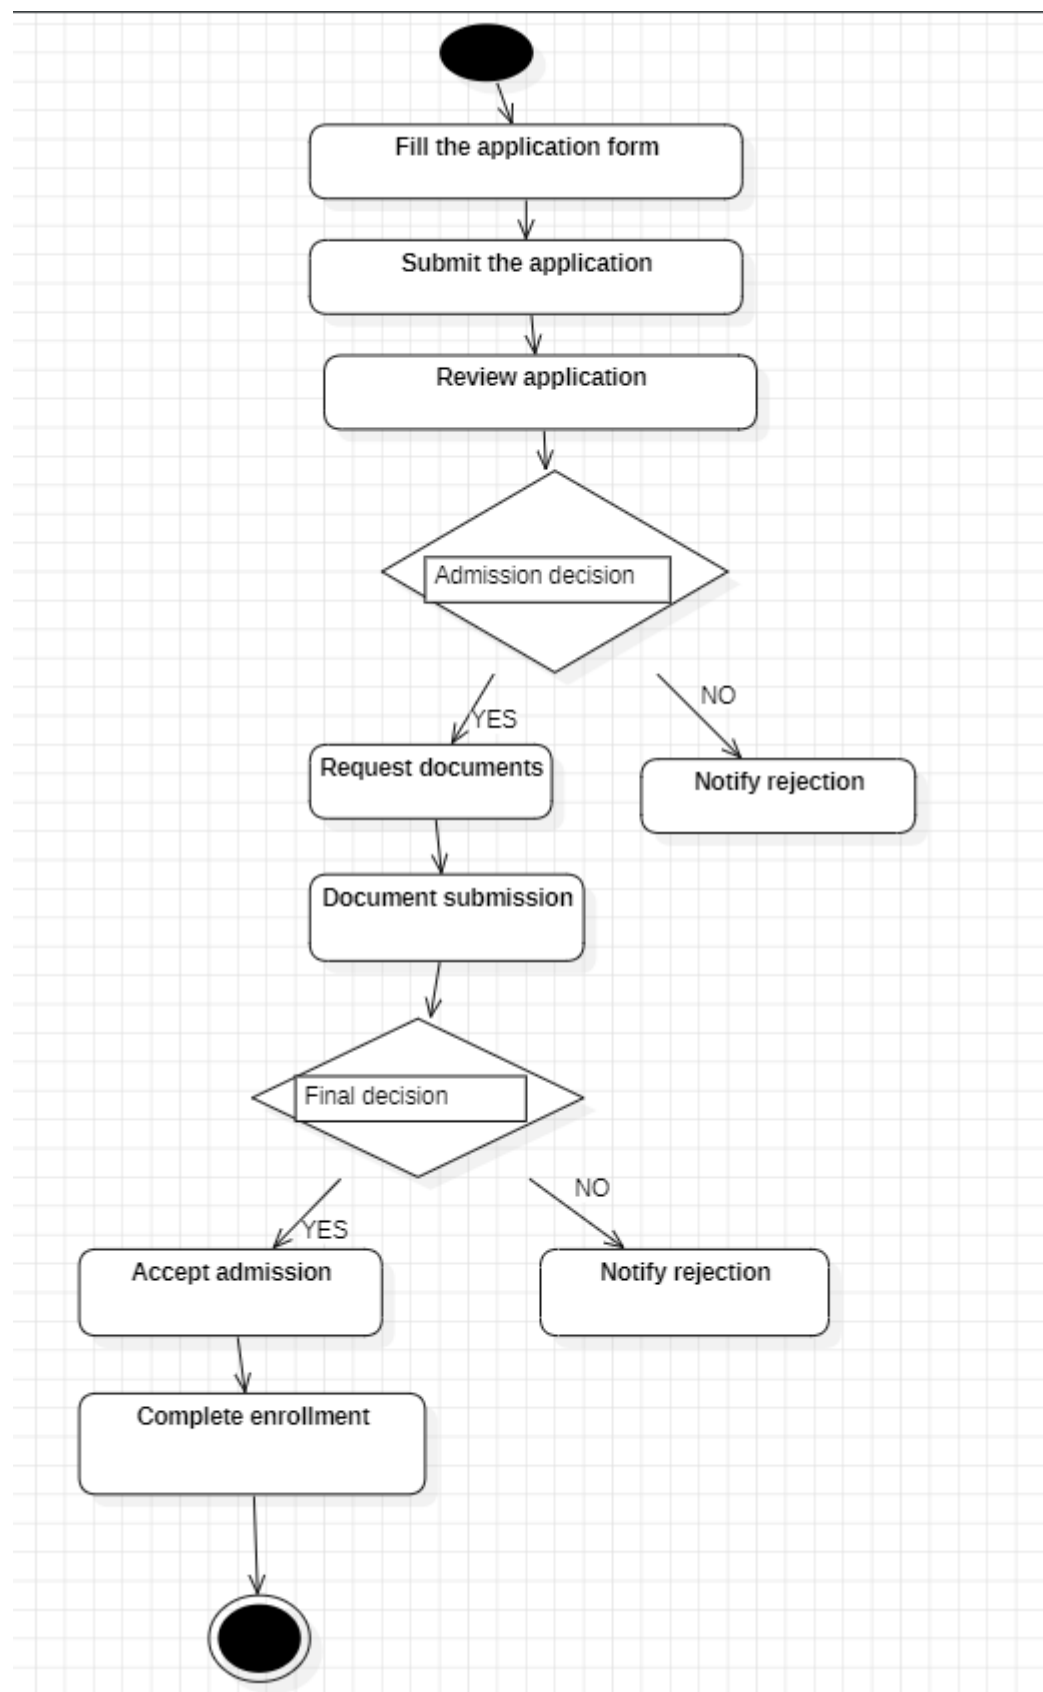 Fill the application form
Submit the application
Review application
Admission decision
NO
YES
Request documents
Notify rejection
Document submission
Final decision
NO
YES
Accept admission
Notify rejection
Complete enrollment